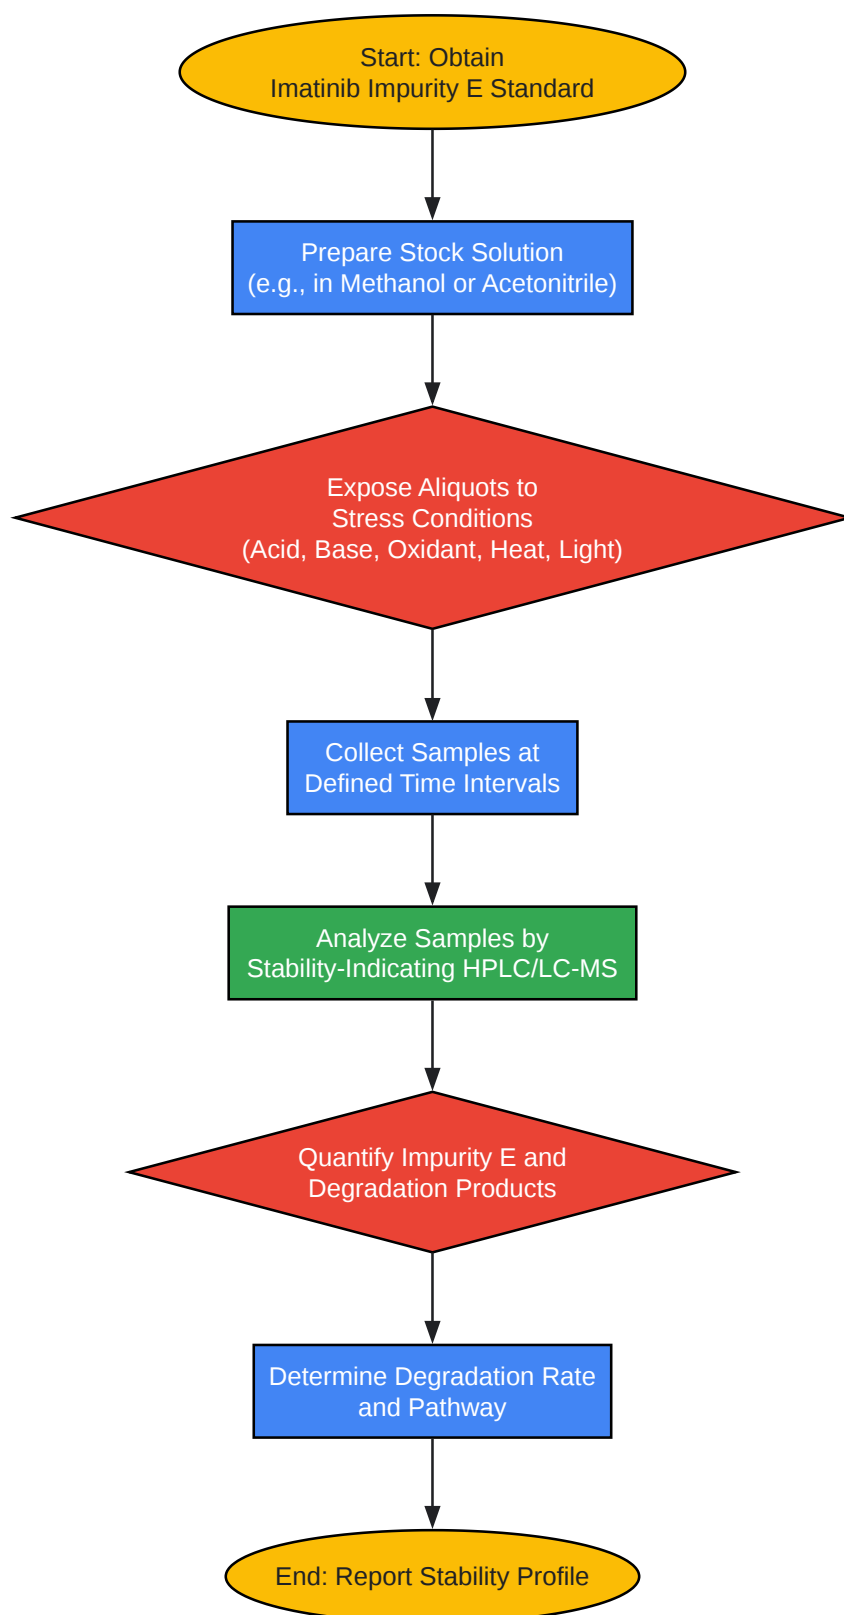 Start: Obtain
Imatinib Impurity E Standard
Prepare Stock Solution
(e.g., in Methanol or Acetonitrile)
Expose Aliquots to
Stress Conditions
(Acid, Base, Oxidant, Heat, Light)
Collect Samples at
Defined Time Intervals
Analyze Samples by
Stability-Indicating HPLC/LC-MS
Quantify Impurity E and
Degradation Products
Determine Degradation Rate
and Pathway
End: Report Stability Profile